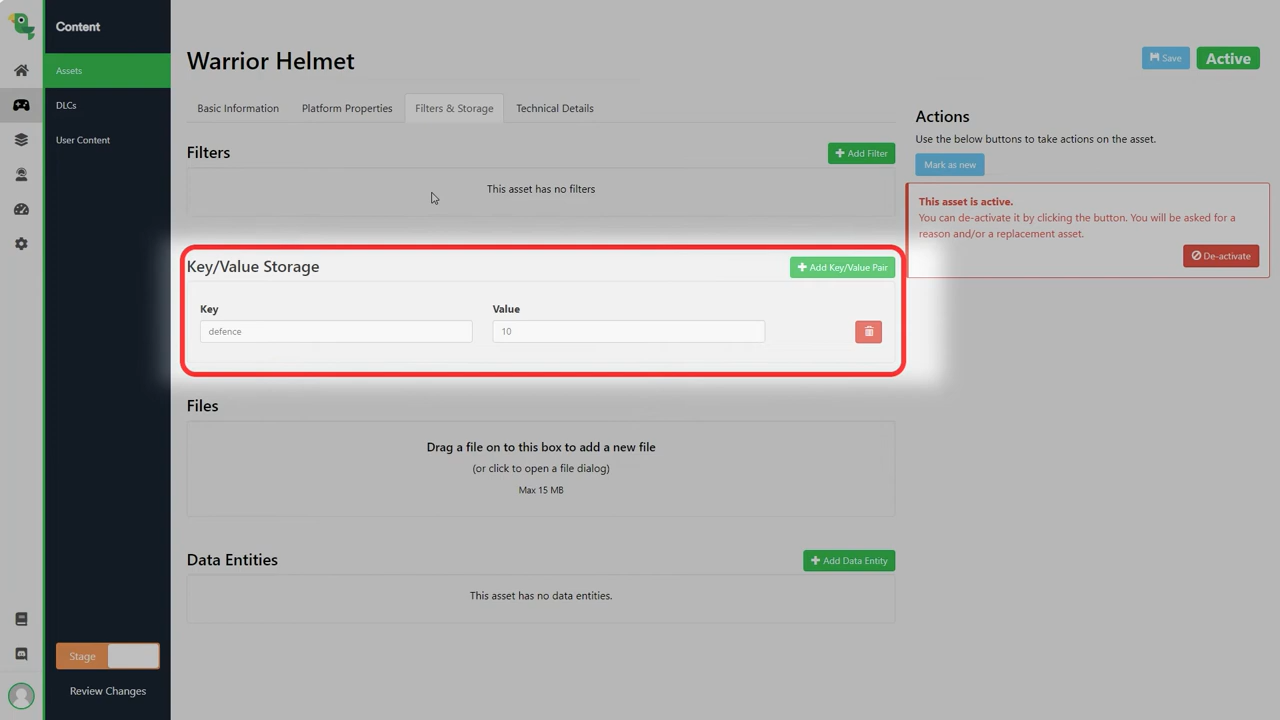 Content
Assets
DLCs
User Content
Stage
Review Changes
Warrior Helmet
Save
Active
Basic Information
Platform Properties
Filters & Storage
Technical Details
Filters
Add Filter
This asset has no filters
Key/Value Storage
Add Key/Value Pair
Key
Value
defence
10
Files
Drag a file on to this box to add a new file
(or click to open a file dialog)
Max 15 MB
Data Entities
Add Data Entity
This asset has no data entities.
Actions
Use the below buttons to take actions on the asset.
Mark as new
This asset is active.
You can de-activate it by clicking the button. You will be asked for a
reason and/or a replacement asset.
De-activate